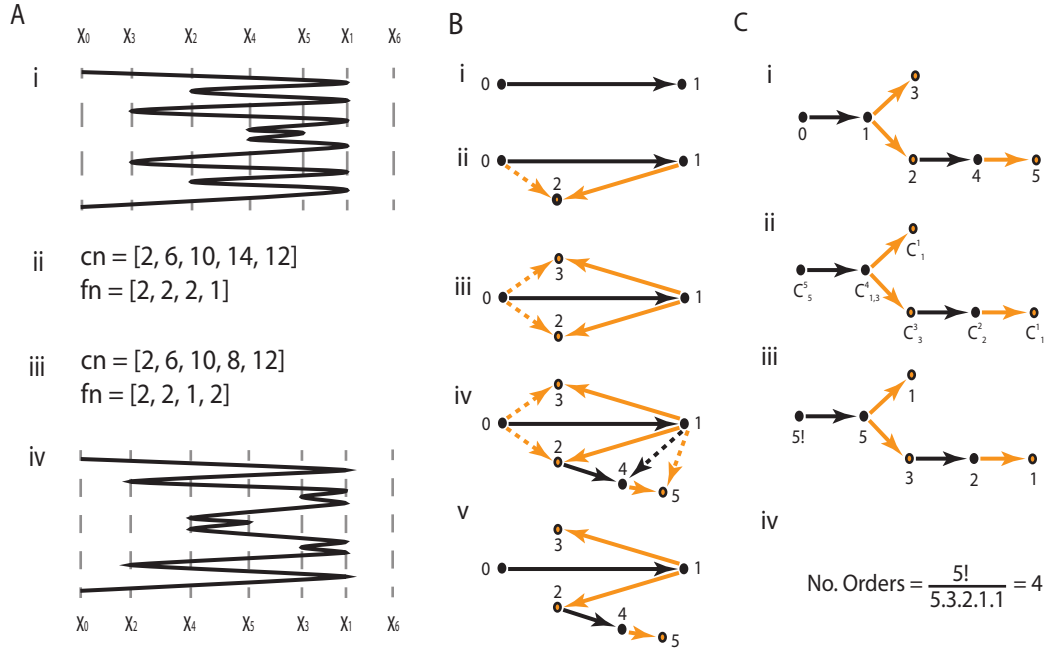 A
X0 X3 X2 X4 X5 X1 X6
i
ii
cn = [2, 6, 10, 14, 12]
fn = [2, 2, 2, 1]
iii
cn = [2, 6, 10, 8, 12]
fn = [2, 2, 1, 2]
iv
X0 X2 X4 X5 X3 X1 X6
B
i
0 1
ii
0 1
2
iii
3
0 1
2
iv
3
0 1
2
4
5
v
3
0 1
2
4
5
C
i
3
0 1
2 4 5
ii
C¹₁
C⁵₅ C⁴₁,₃
C³₃ C²₂ C¹₁
iii
1
5! 5
3 2 1
iv
No. Orders = 5! / 5.3.2.1.1 = 4